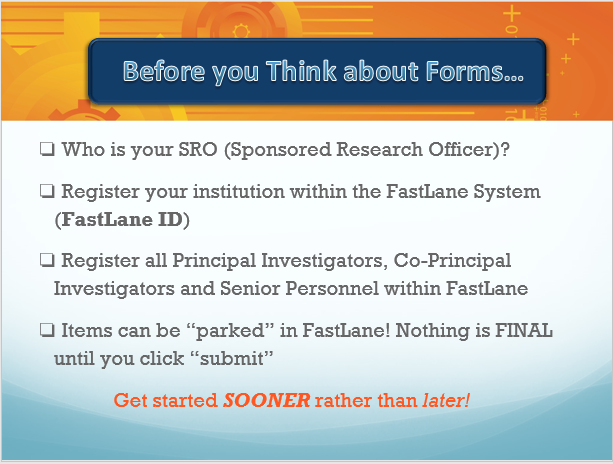 Before you Think about Forms...
❑ Who is your SRO (Sponsored Research Officer)?
❑ Register your institution within the FastLane System
(FastLane ID)
❑ Register all Principal Investigators, Co-Principal
Investigators and Senior Personnel within FastLane
❑ Items can be “parked” in FastLane! Nothing is FINAL
until you click “submit”
Get started SOONER rather than later!